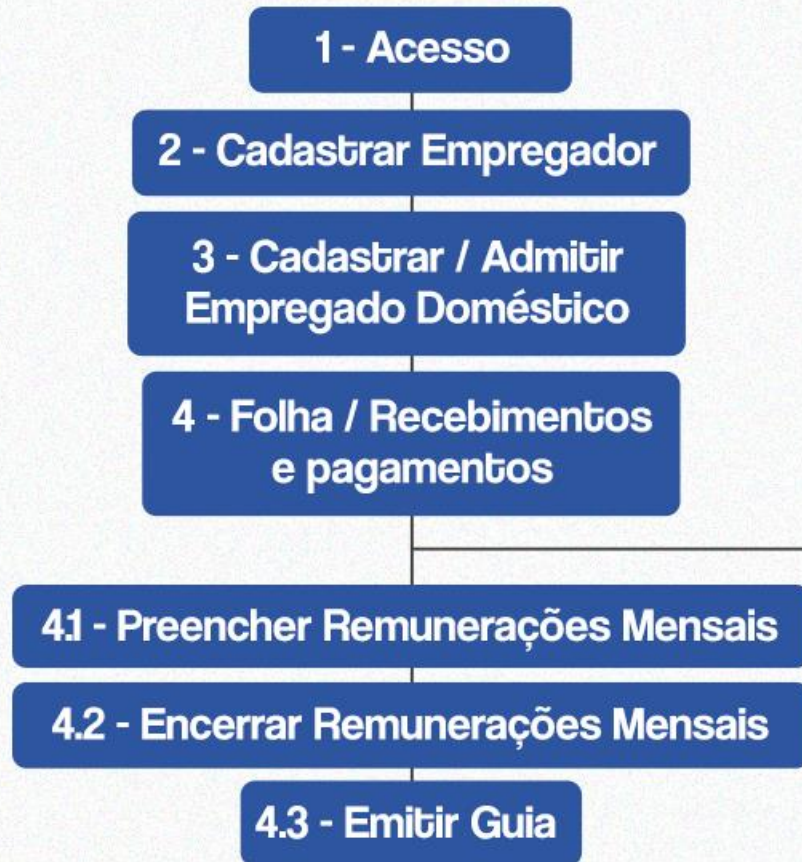 1 - Acesso
2 - Cadastrar Empregador
3 - Cadastrar / Admitir
Empregado Doméstico
4 - Folha / Recebimentos
e pagamentos
4.1 - Preencher Remunerações Mensais
4.2 - Encerrar Remunerações Mensais
4.3 - Emitir Guia